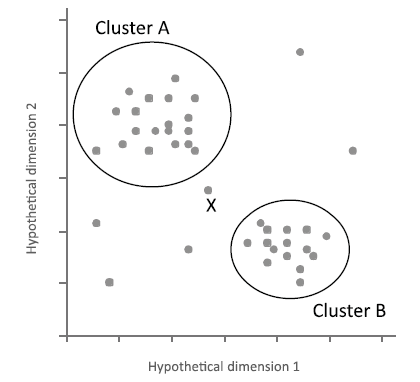 Cluster A
Hypothetical dimension 2
X
Cluster B
Hypothetical dimension 1